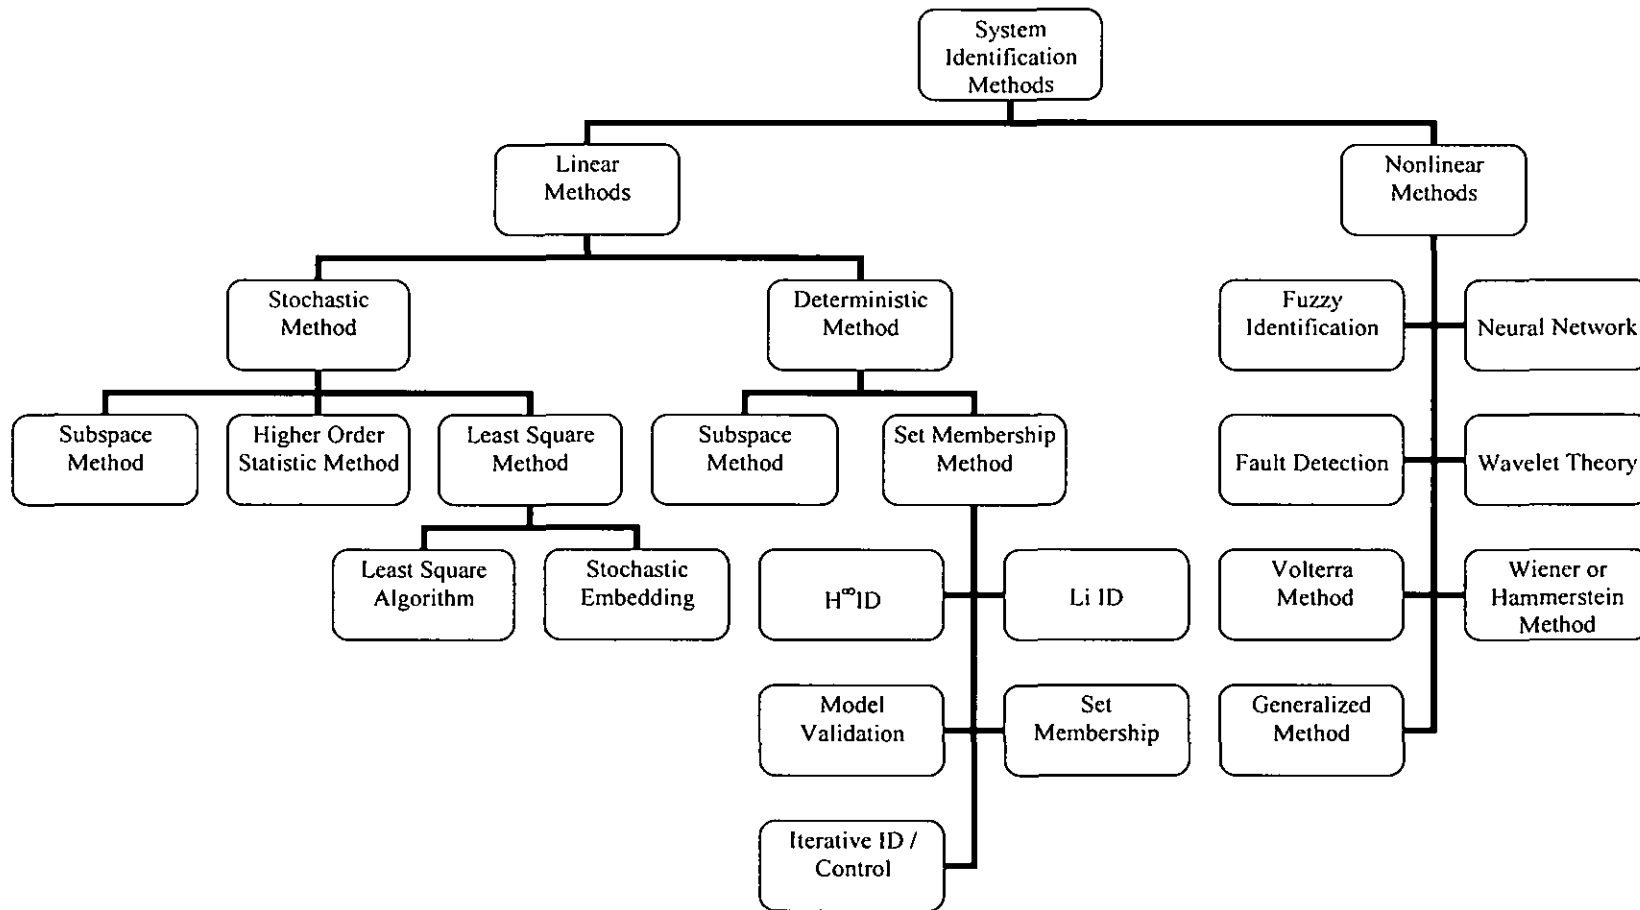 System
Identification
Methods
Linear
Methods
Nonlinear
Methods
Stochastic
Method
Deterministic
Method
Fuzzy
Identification
Neural Network
Subspace
Method
Higher Order
Statistic Method
Least Square
Method
Subspace
Method
Set Membership
Method
Fault Detection
Wavelet Theory
Least Square
Algorithm
Stochastic
Embedding
H∞ID
Li ID
Volterra
Method
Wiener or
Hammerstein
Method
Model
Validation
Set
Membership
Generalized
Method
Iterative ID /
Control